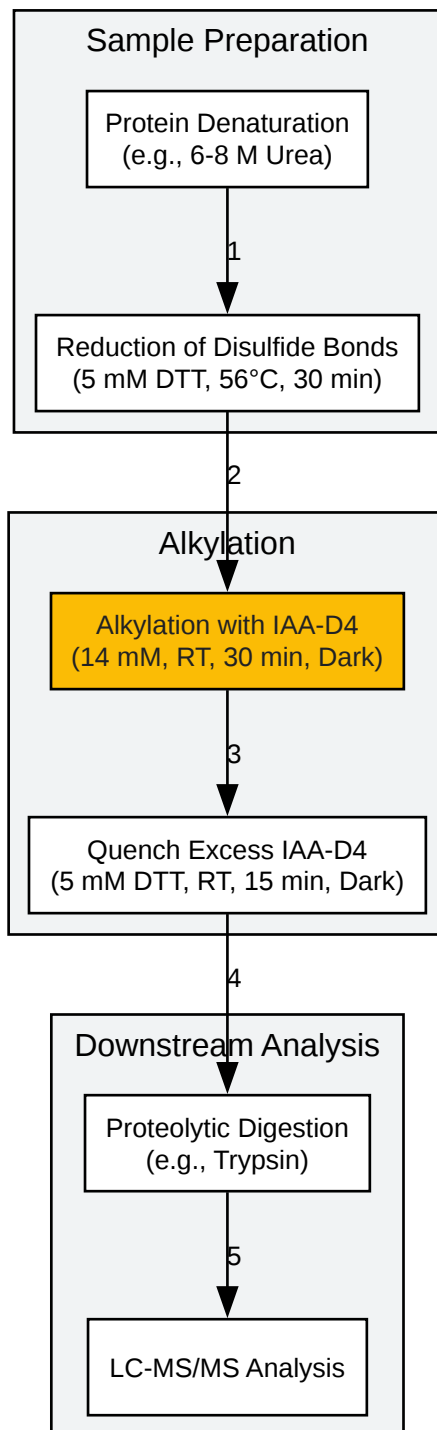 Sample Preparation
Protein Denaturation
(e.g., 6-8 M Urea)
1
Reduction of Disulfide Bonds
(5 mM DTT, 56°C, 30 min)
2
Alkylation
Alkylation with IAA-D4
(14 mM, RT, 30 min, Dark)
3
Quench Excess IAA-D4
(5 mM DTT, RT, 15 min, Dark)
4
Downstream Analysis
Proteolytic Digestion
(e.g., Trypsin)
5
LC-MS/MS Analysis